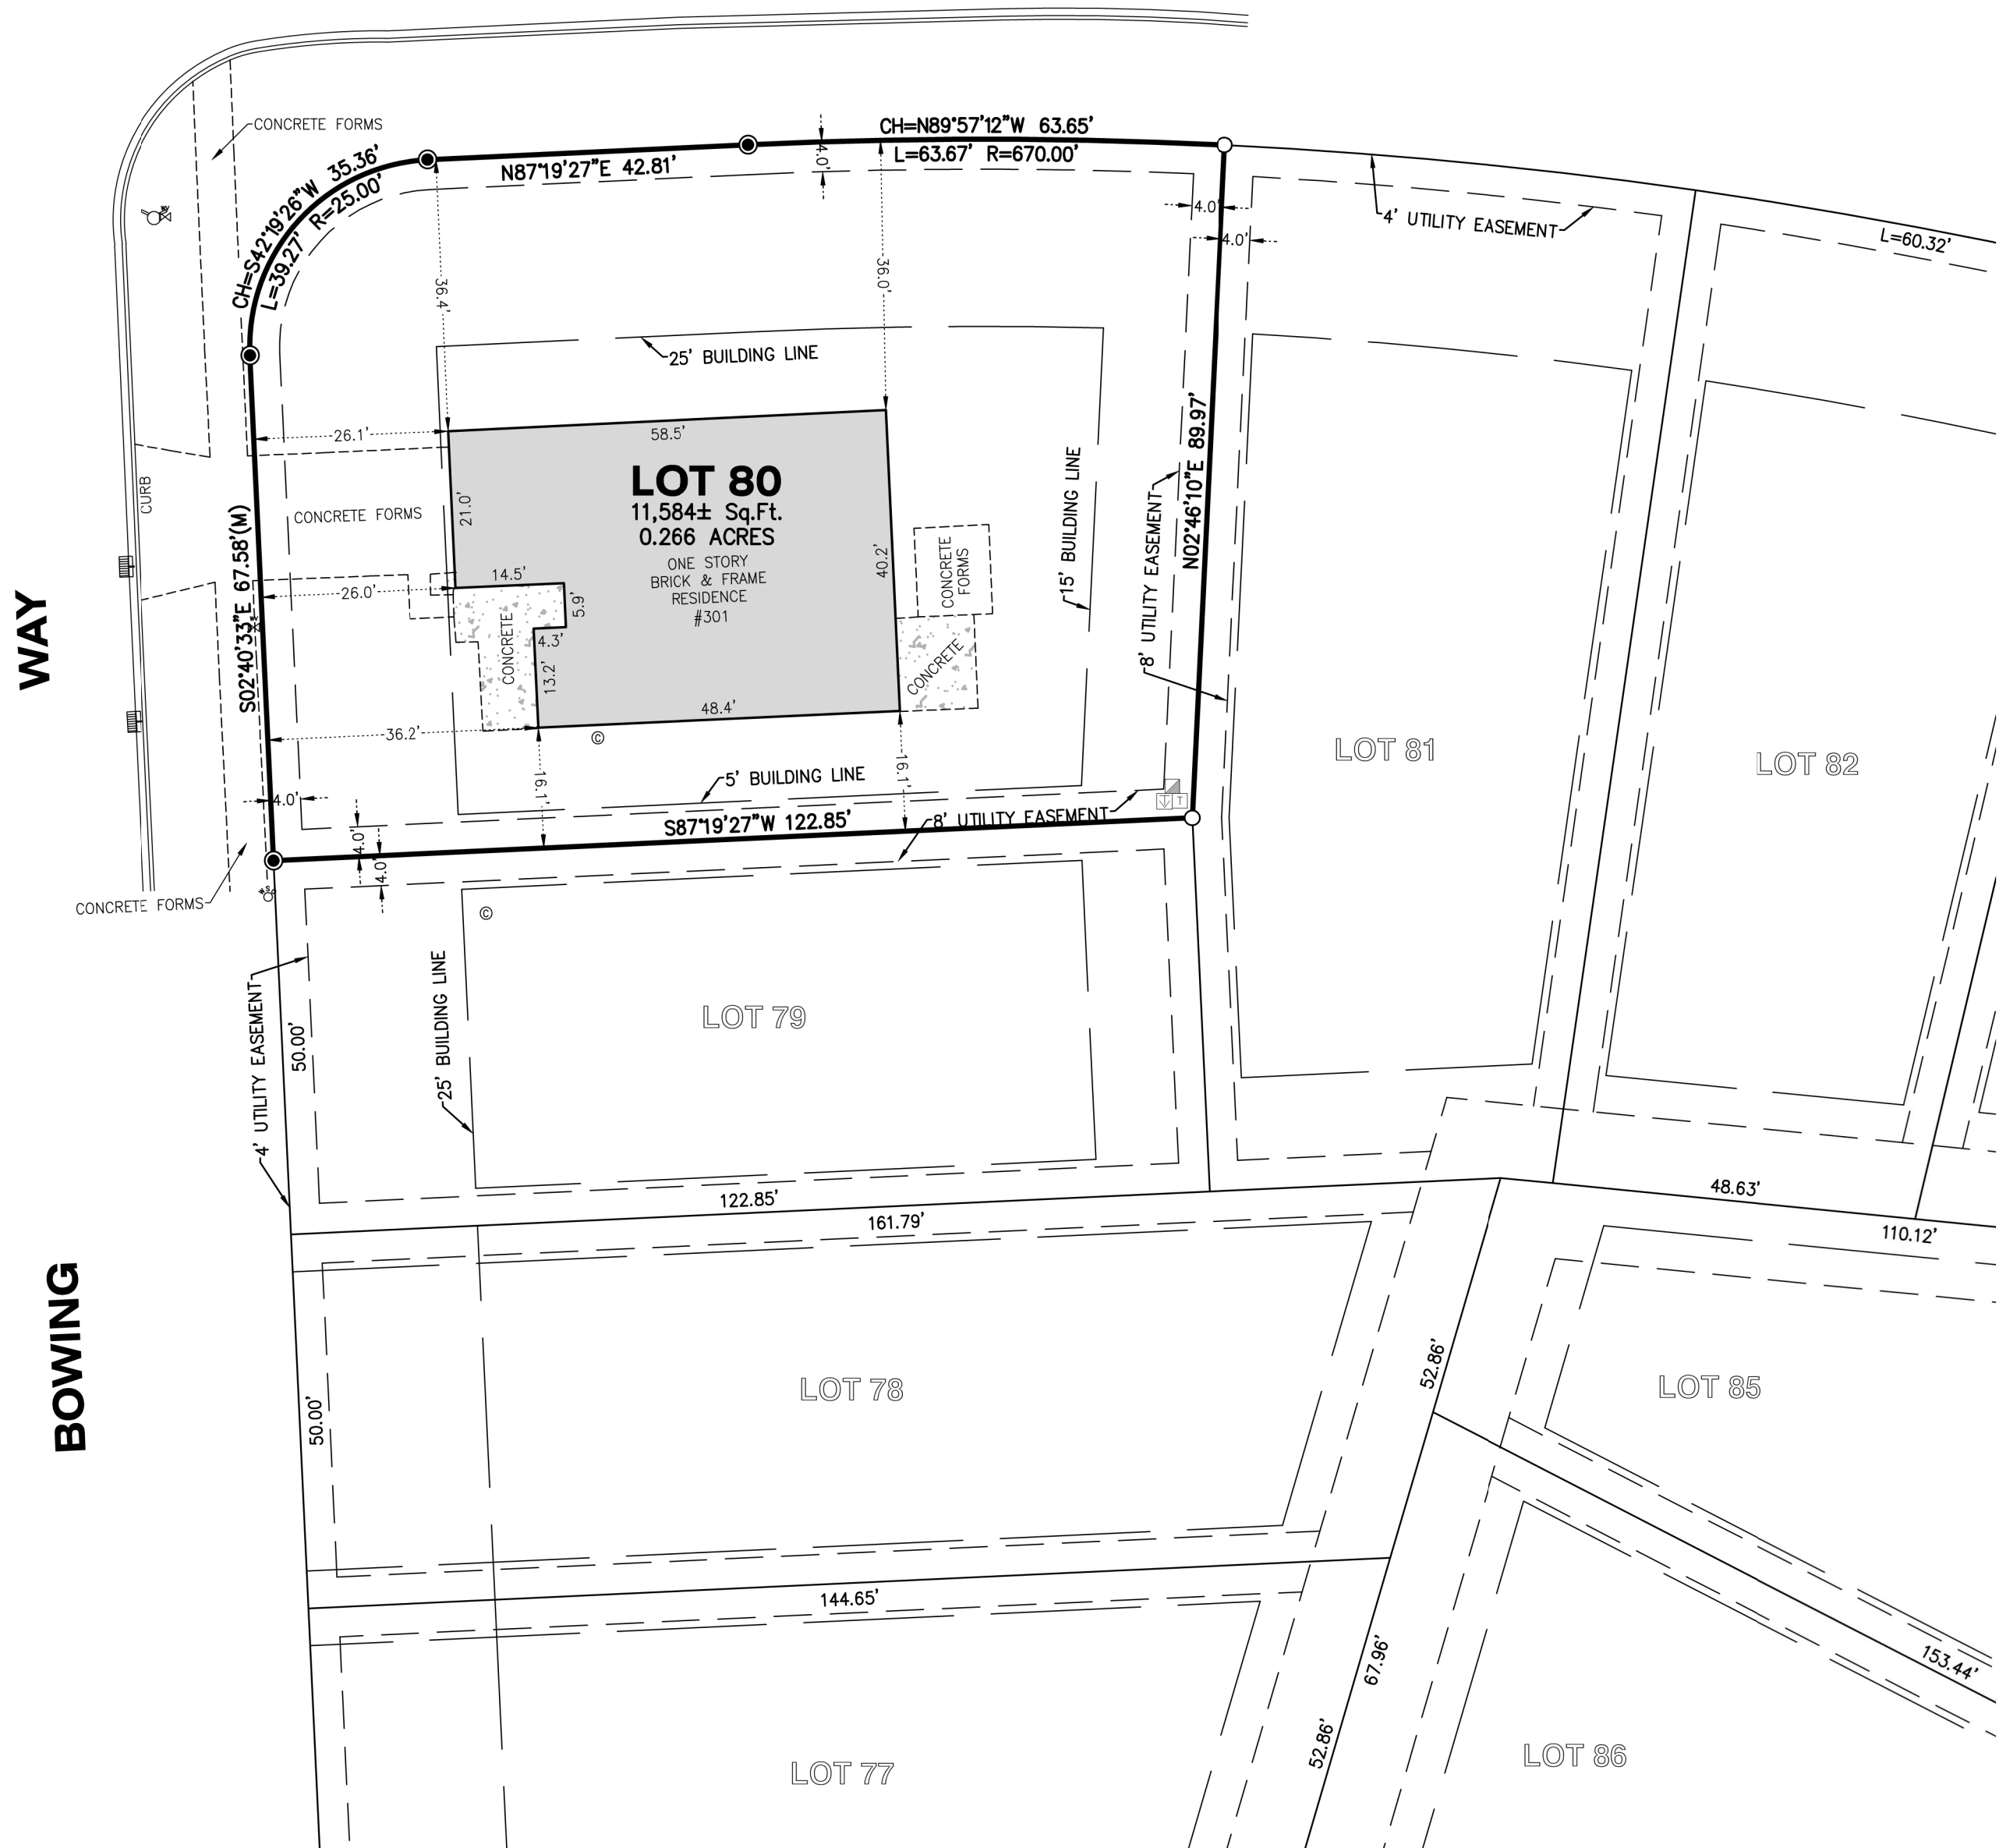 CONCRETE FORMS
CH=N89°57'12"W 63.65'
L=63.67' R=670.00'
4.0'
N87°19'27"E 42.81'
CH=S42°19'26"W 35.36'
L=39.27' R=25.00'
4.0'
4.0'
4' UTILITY EASEMENT
L=60.32'
36.4'
36.0'
25' BUILDING LINE
26.1'
58.5'
LOT 80
11,584± Sq.Ft.
0.266 ACRES
ONE STORY
BRICK & FRAME
RESIDENCE
#301
21.0'
40.2'
CURB
CONCRETE FORMS
CONCRETE
FORMS
15' BUILDING LINE
8' UTILITY EASEMENT
N02°46'10"E 89.97'
S02°40'33"E 67.58'(M)
14.5'
26.0'
5.9'
4.3'
13.2'
CONCRETE
CONCRETE
48.4'
36.2'
©
16.1'
16.1'
WAY
LOT 81
LOT 82
5' BUILDING LINE
4.0'
T
S87°19'27"W 122.85'
8' UTILITY EASEMENT
4.0'
4.0'
CONCRETE FORMS
©
4' UTILITY EASEMENT
50.00'
25' BUILDING LINE
LOT 79
122.85'
161.79'
48.63'
110.12'
BOWING
50.00'
LOT 78
52.86'
LOT 85
144.65'
67.96'
153.44'
52.86'
LOT 77
LOT 86